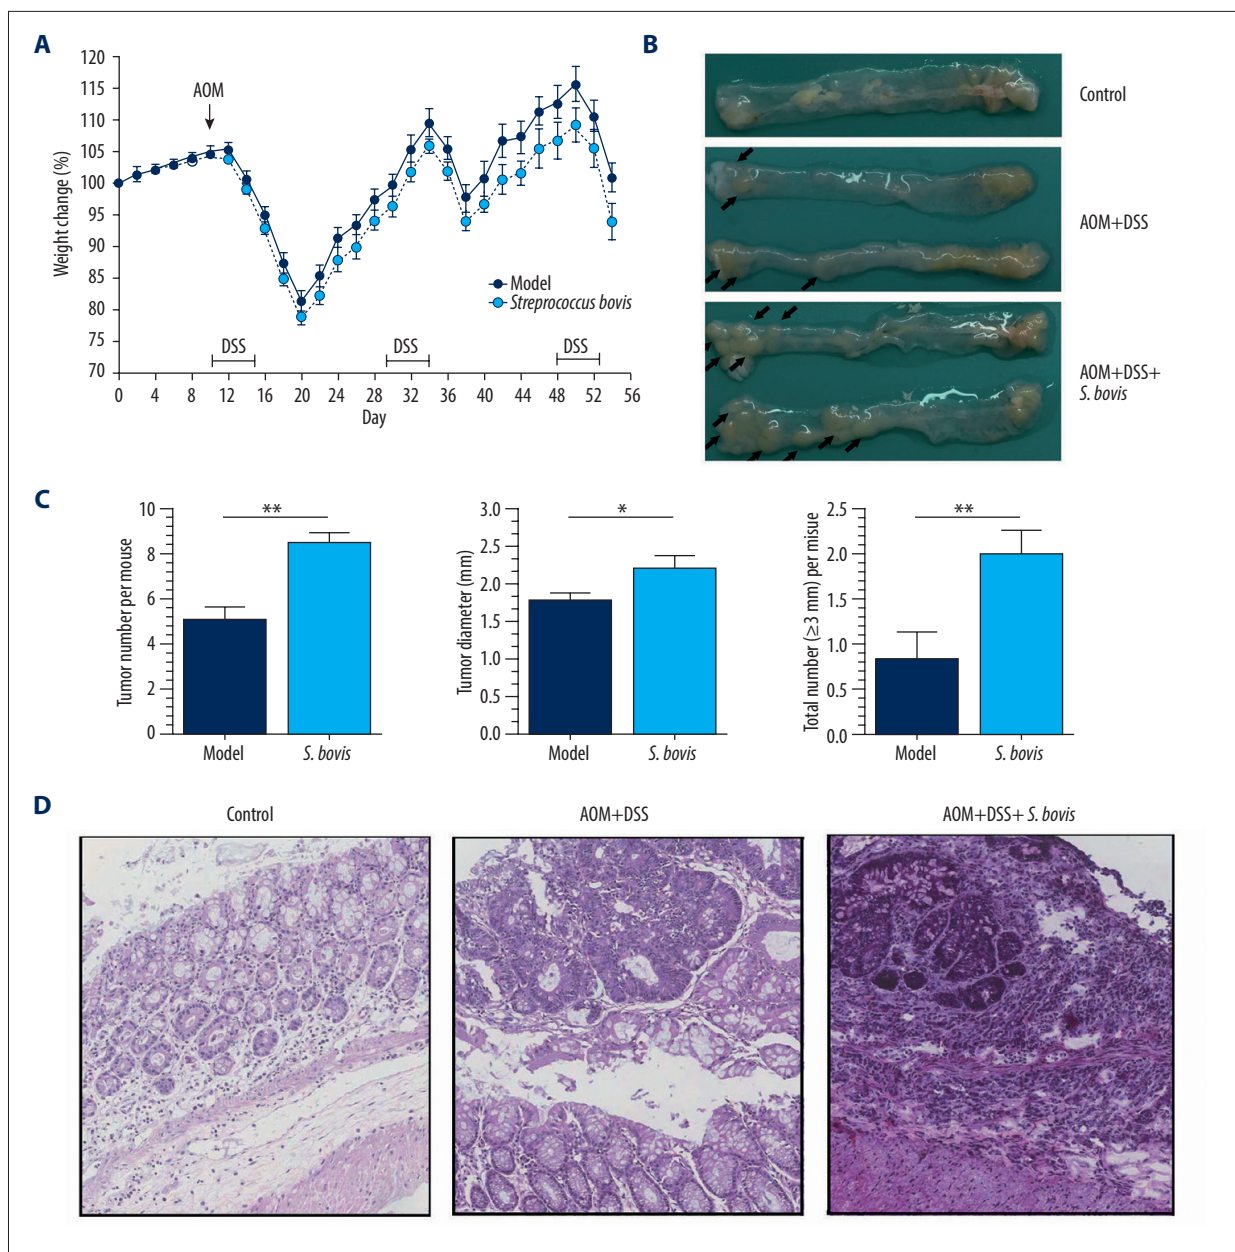 A
120
115
110
105
100
95
90
85
80
75
70
Weight change (%)
AOM
Model
Streprococcus bovis
DSS DSS DSS
0 4 8 12 16 20 24 28 32 36 40 44 48 52 56
Day
B
Control
AOM+DSS
AOM+DSS+
S. bovis
C
10
8
6
4
2
0
Tumor number per mouse
**
Model S. bovis
3.0
2.5
2.0
1.5
1.0
0.5
0.0
Tumor diameter (mm)
*
Model S. bovis
2.5
2.0
1.5
1.0
0.5
0.0
Total number (≥3 mm) per misue
**
Model S. bovis
D
Control
AOM+DSS
AOM+DSS+ S. bovis